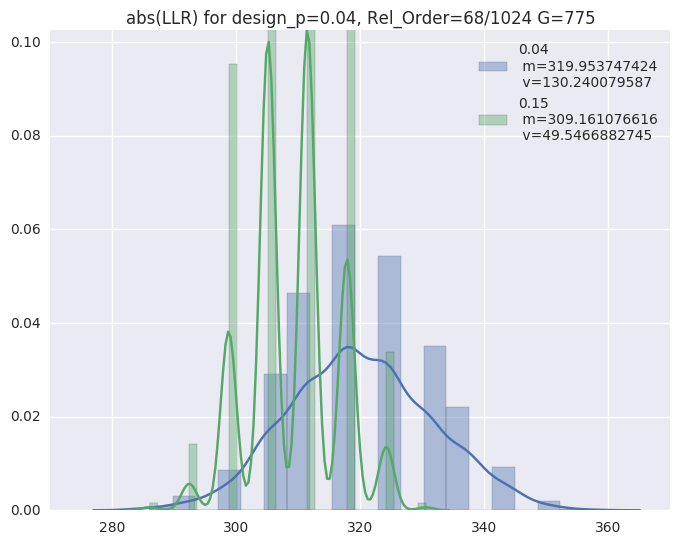 abs(LLR) for design_p=0.04, Rel_Order=68/1024 G=775
0.10
0.08
0.06
0.04
0.02
0.00
280
300
320
340
360
0.04
m=319.953747424
v=130.240079587
0.15
m=309.161076616
v=49.5466882745